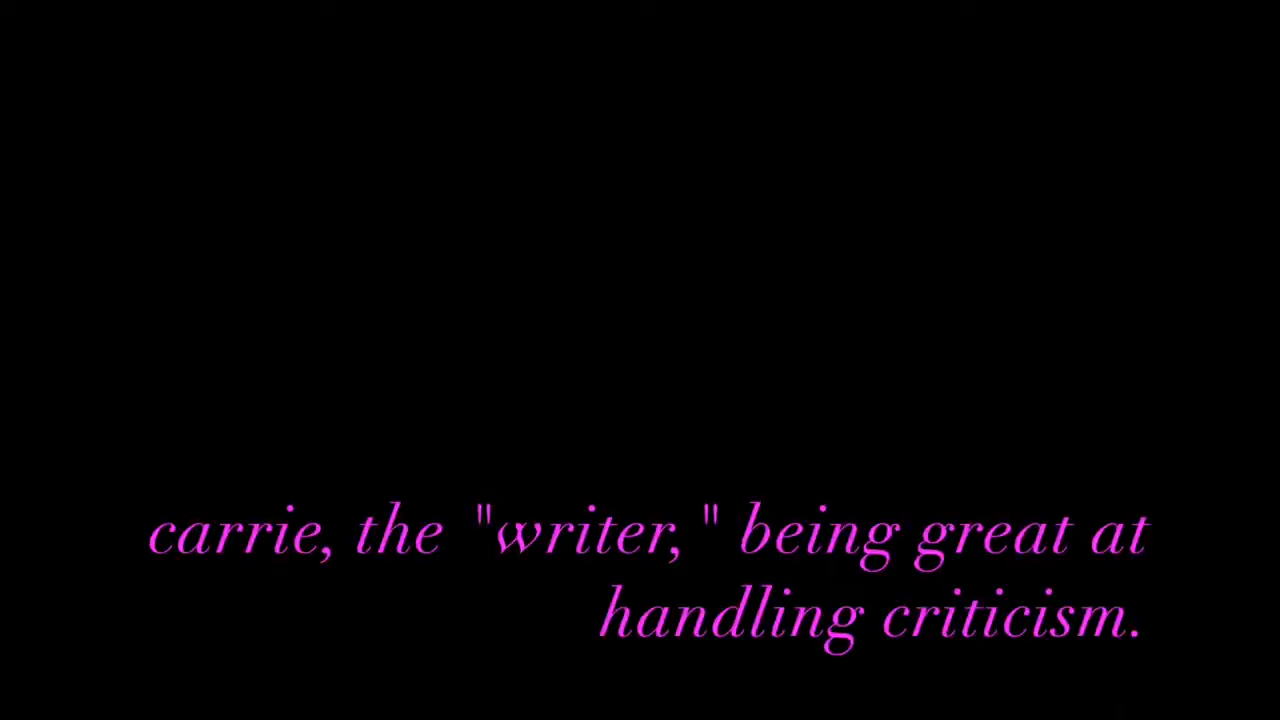 carrie, the "writer," being great at
handling criticism.